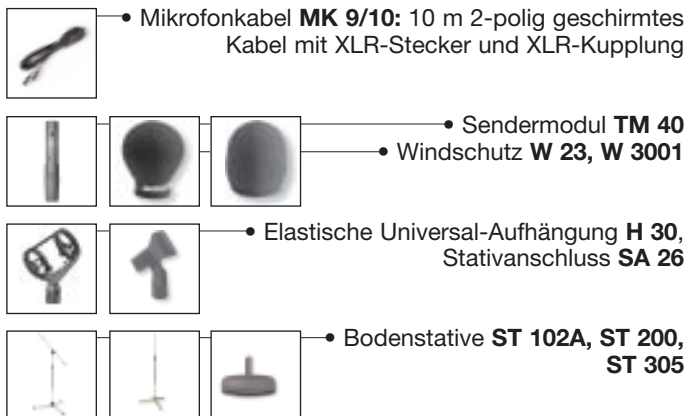 • Mikrofonkabel MK 9/10: 10 m 2-polig geschirmtes
Kabel mit XLR-Stecker und XLR-Kupplung
• Sendermodul TM 40
• Windschutz W 23, W 3001
• Elastische Universal-Aufhängung H 30,
Stativanschluss SA 26
• Bodenstative ST 102A, ST 200,
ST 305